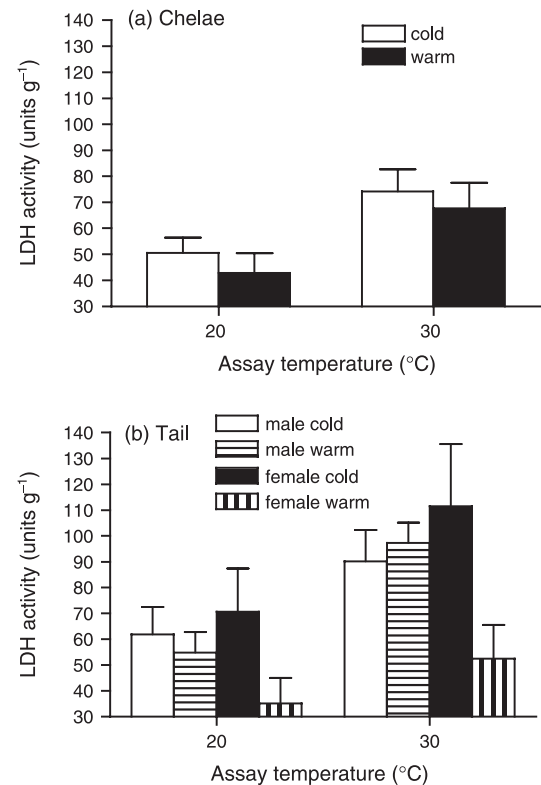 (a) Chelae
cold
warm
LDH activity (units g⁻¹)
140
130
120
110
100
90
80
70
60
50
40
30
20 30
Assay temperature (°C)
(b) Tail
male cold
male warm
female cold
female warm
LDH activity (units g⁻¹)
140
130
120
110
100
90
80
70
60
50
40
30
20 30
Assay temperature (°C)